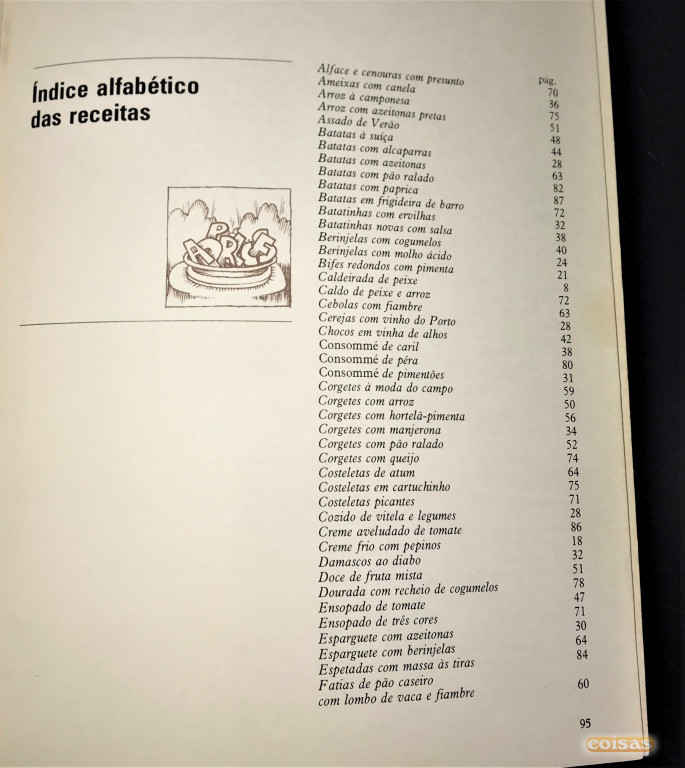 Índice alfabético
das receitas
APRÍCE
pág.
Alface e cenouras com presunto 70
Ameixas com canela 36
Arroz à camponesa 75
Arroz com azeitonas pretas 51
Assado de Verão 48
Batatas à suíça 44
Batatas com alcaparras 28
Batatas com azeitonas 63
Batatas com pão ralado 82
Batatas com paprica 87
Batatas em frigideira de barro 72
Batatinhas com ervilhas 32
Batatinhas novas com salsa 38
Berinjelas com cogumelos 40
Berinjelas com molho ácido 24
Bifes redondos com pimenta 21
Caldeirada de peixe 8
Caldo de peixe e arroz 72
Cebolas com fiambre 63
Cerejas com vinho do Porto 28
Chocos em vinha de alhos 42
Consommé de caril 38
Consommé de pêra 80
Consommé de pimentões 31
Corgetes à moda do campo 59
Corgetes com arroz 50
Corgetes com hortelã-pimenta 56
Corgetes com manjerona 34
Corgetes com pão ralado 52
Corgetes com queijo 74
Costeletas de atum 64
Costeletas em cartuchinho 75
Costeletas picantes 71
Cozido de vitela e legumes 28
Creme aveludado de tomate 86
Creme frio com pepinos 18
Damascos ao diabo 32
Doce de fruta mista 51
Dourada com recheio de cogumelos 78
Ensopado de tomate 47
Ensopado de três cores 71
Esparguete com azeitonas 30
Esparguete com berinjelas 64
Espetadas com massa às tiras 84
Fatias de pão caseiro
com lombo de vaca e fiambre 60
95
coisas